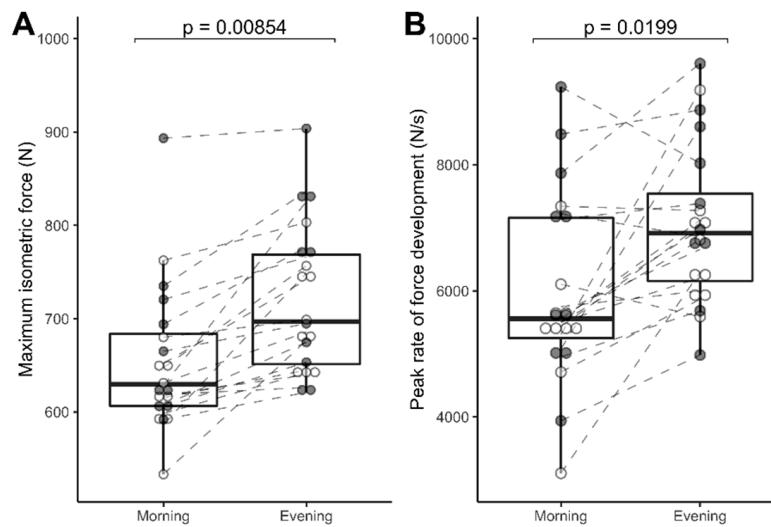 A
p = 0.00854
Maximum isometric force (N)
1000
900
800
700
600
500
Morning
Evening
B
p = 0.0199
Peak rate of force development (N/s)
10000
8000
6000
4000
Morning
Evening